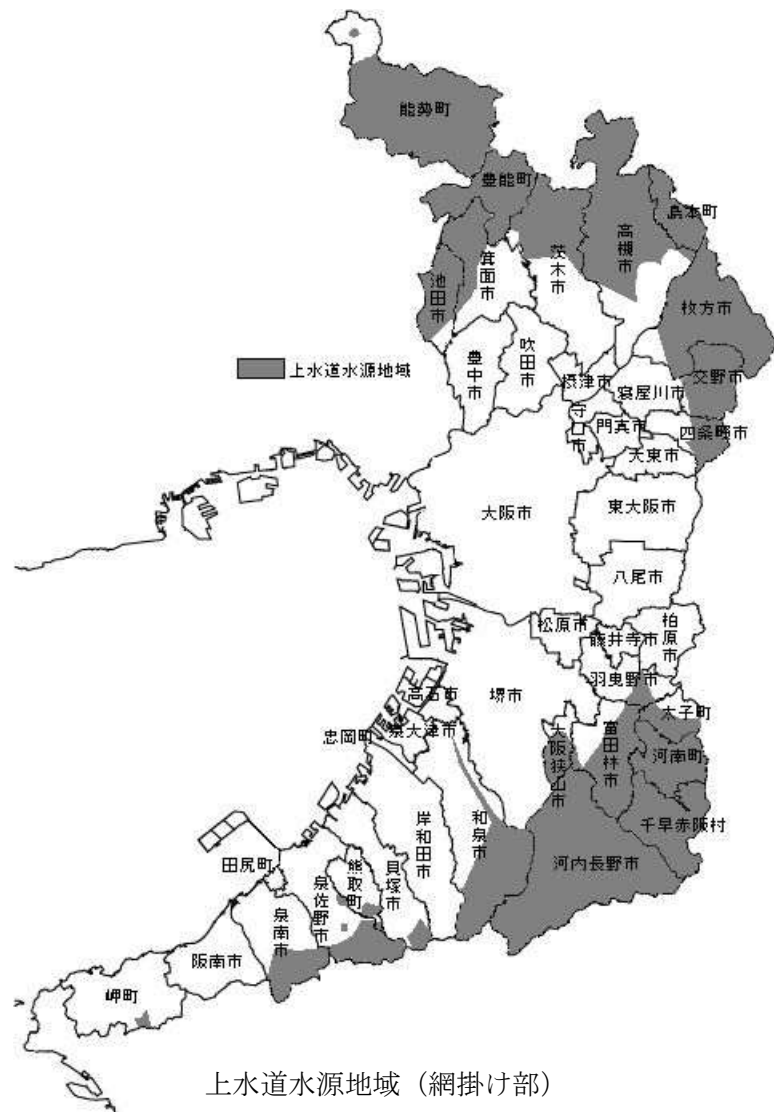 能勢町
豊能町
島本町
高槻市
茨木市
箕面市
池田市
枚方市
豊中市
吹田市
上水道水源地域
摂津市
交野市
寝屋川市
守口市
門真市
四条畷市
大東市
大阪市
東大阪市
八尾市
松原市
藤井寺市
柏原市
羽曳野市
高石市
堺市
太子町
忠岡町
泉大津市
大阪狭山市
富田林市
河南町
和泉市
岸和田市
千早赤阪村
河内長野市
田尻町
熊取町
貝塚市
泉佐野市
泉南市
阪南市
岬町
上水道水源地域（網掛け部）